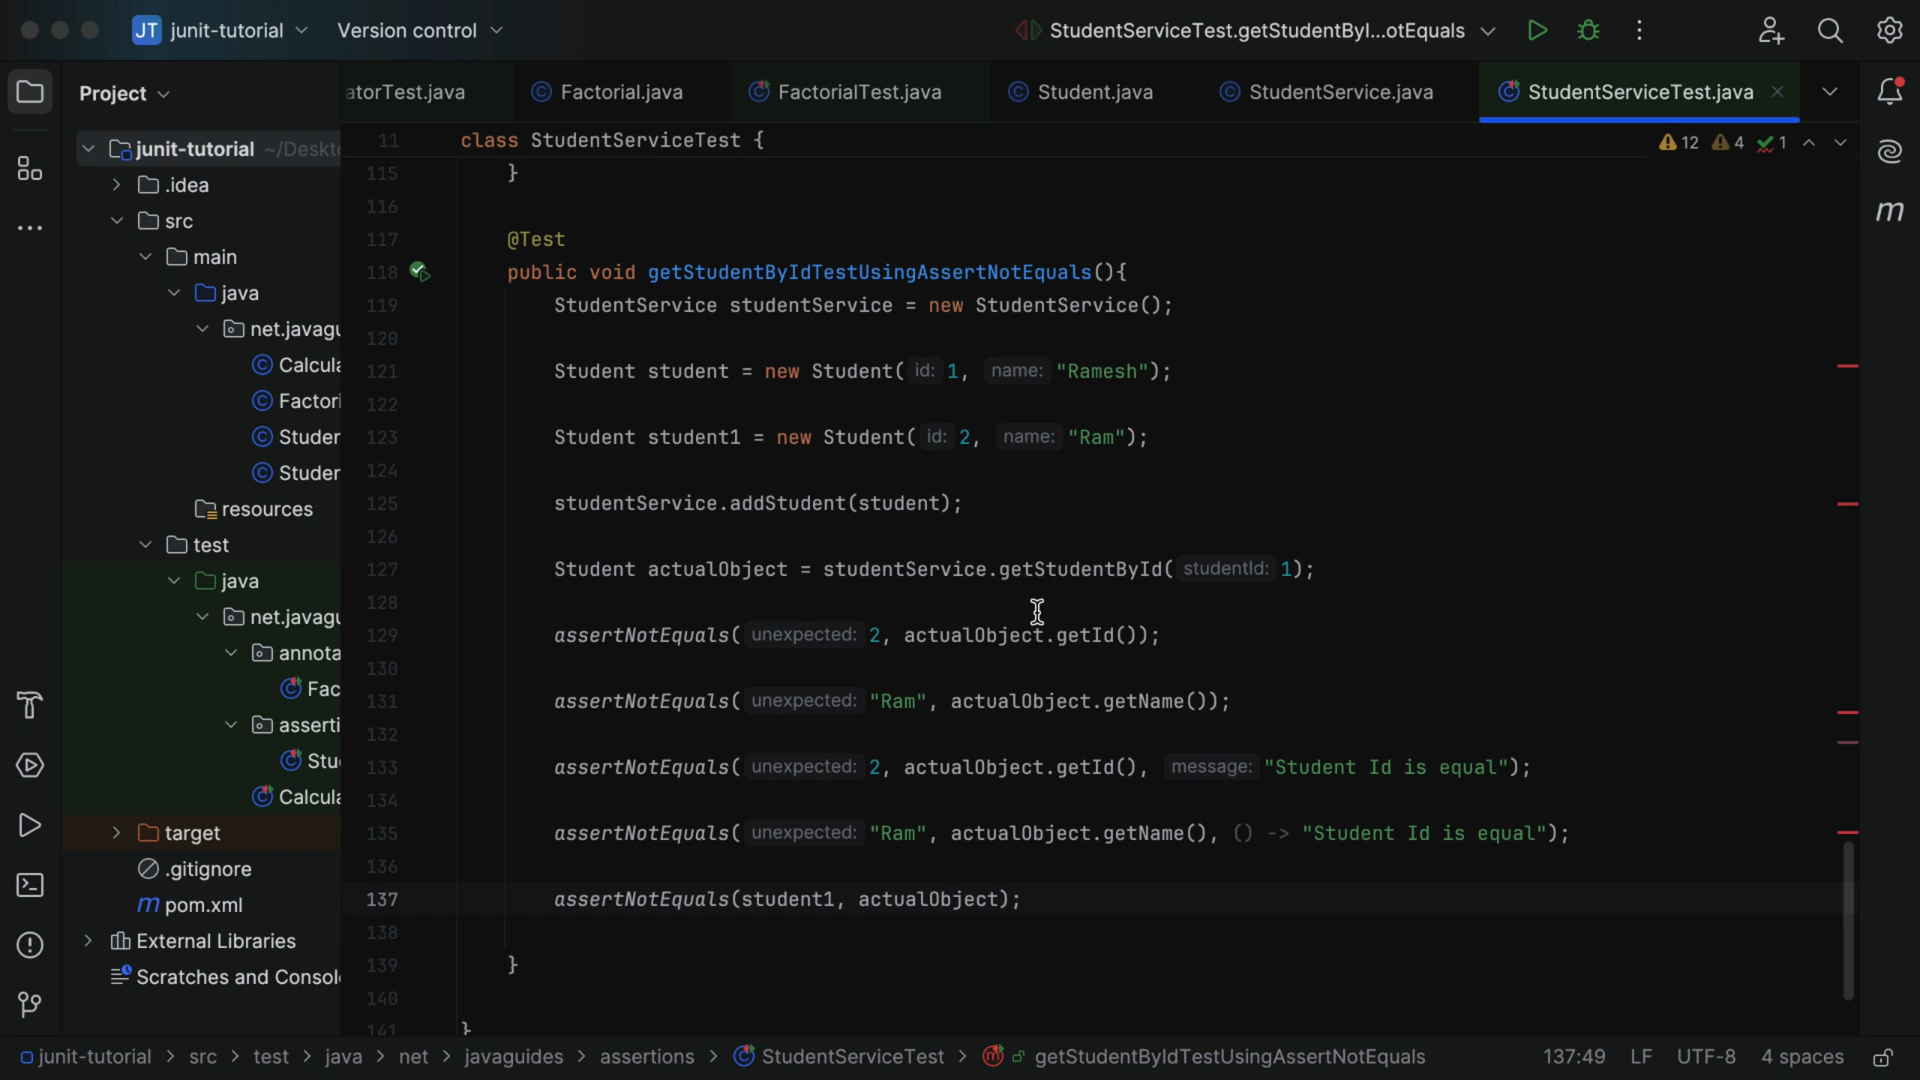 JT junit-tutorial Version control StudentServiceTest.getStudentByI...otEquals
Project
atorTest.java Factorial.java FactorialTest.java Student.java StudentService.java StudentServiceTest.java
junit-tutorial ~/Deskt
.idea
src
main
java
net.javagu
Calcula
Factori
Studen
Studen
resources
test
java
net.javagu
annota
Fac
asserti
Stu
Calcula
target
.gitignore
m pom.xml
External Libraries
Scratches and Consol
11 class StudentServiceTest {
12 4 1
115 }
116
117 @Test
118 public void getStudentByIdTestUsingAssertNotEquals(){
119 StudentService studentService = new StudentService();
120
121 Student student = new Student( id: 1, name: "Ramesh");
122
123 Student student1 = new Student( id: 2, name: "Ram");
124
125 studentService.addStudent(student);
126
127 Student actualObject = studentService.getStudentById( studentId: 1);
128
129 assertNotEquals( unexpected: 2, actualObject.getId());
130
131 assertNotEquals( unexpected: "Ram", actualObject.getName());
132
133 assertNotEquals( unexpected: 2, actualObject.getId(), message: "Student Id is equal");
134
135 assertNotEquals( unexpected: "Ram", actualObject.getName(), () -> "Student Id is equal");
136
137 assertNotEquals(student1, actualObject);
138
139 }
140
141 }
m
junit-tutorial > src > test > java > net > javaguides > assertions > StudentServiceTest > getStudentByIdTestUsingAssertNotEquals 137:49 LF UTF-8 4 spaces